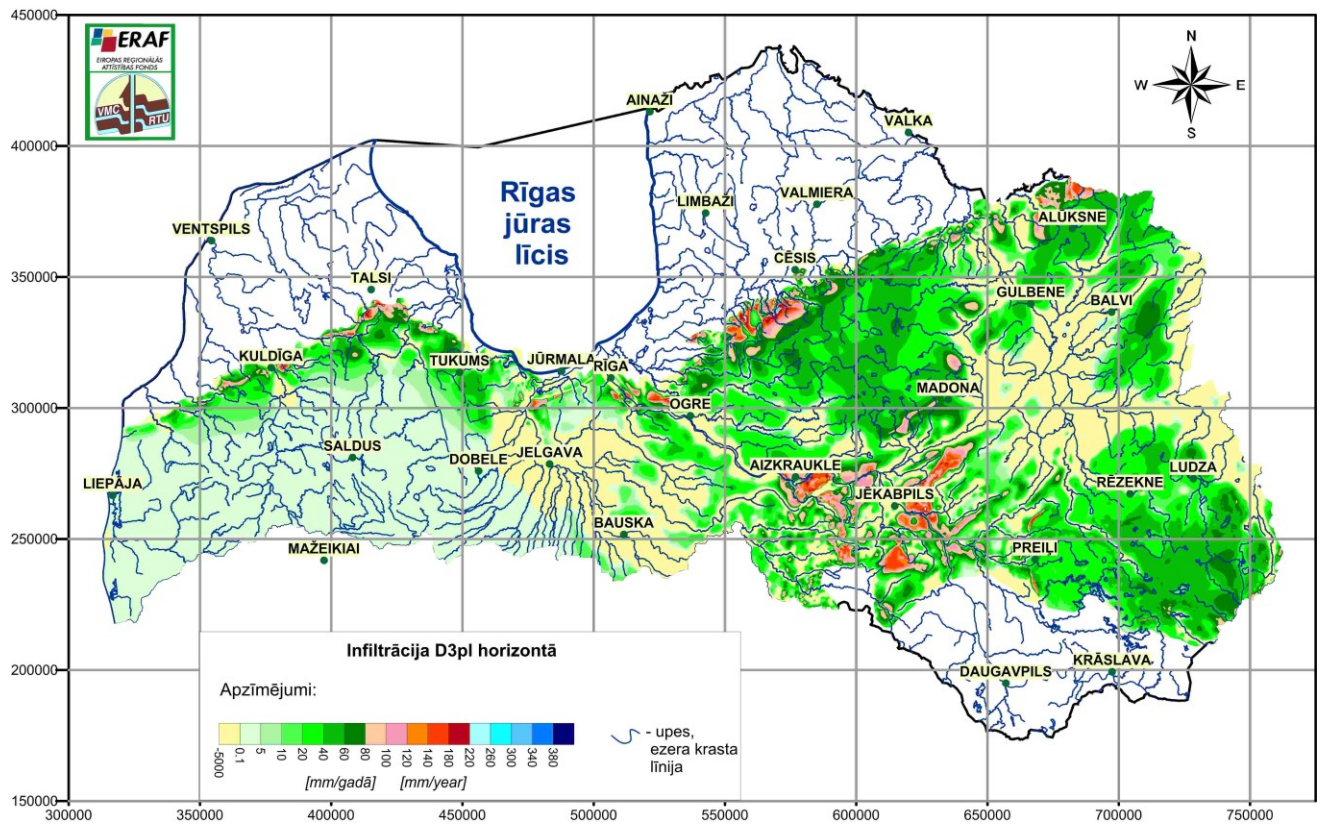 450000
400000
350000
300000
250000
200000
150000
ERAF
EIROPAS REĢIONĀLĀS
ATTĪSTĪBAS FONDS
VMC
RTU
N
W E
S
AINAŽI
VALKA
Rīgas
jūras
līcis
LIMBAŽI
VALMIERA
ALŪKSNE
VENTSPILS
CĒSIS
TALSI
GULBENE
BALVI
KULDĪGA
TUKUMS
JŪRMALA
RĪGA
MADONA
OGRE
SALDUS
DOBELE
JELGAVA
AIZKRAUKLE
LUDZA
RĒZEKNE
LIEPĀJA
JĒKABPILS
BAUSKA
MAŽEIKIAI
PREIĻI
DAUGAVPILS
KRĀSLAVA
Infiltrācija D3pl horizontā
Apzīmējumi:
-5000 0.1 5 10 20 40 60 80 100 120 140 180 220 260 300 340 380
[mm/gadā] [mm/year]
- upes,
ezera krasta
līnija
300000 350000 400000 450000 500000 550000 600000 650000 700000 750000